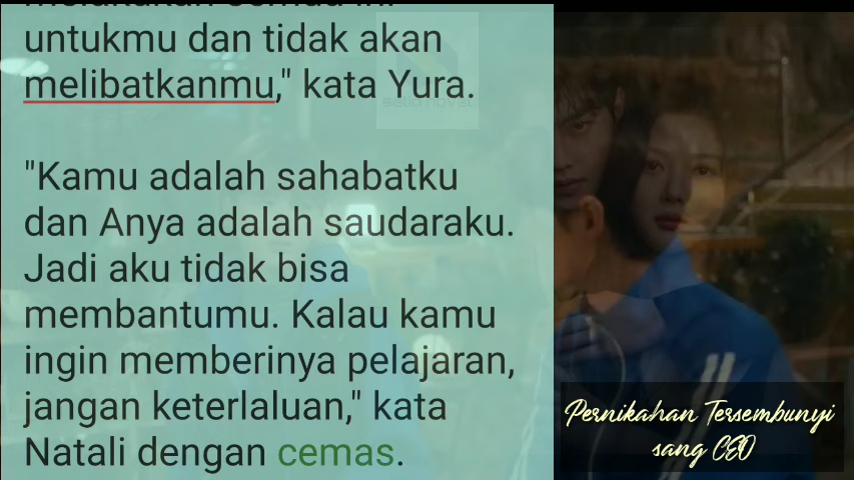 untukmu dan tidak akan
melibatkanmu," kata Yura.
"Kamu adalah sahabatku
dan Anya adalah saudaraku.
Jadi aku tidak bisa
membantumu. Kalau kamu
ingin memberinya pelajaran,
jangan keterlaluan," kata
Natali dengan cemas.
Pernikahan Tersembunyi
sang CEO